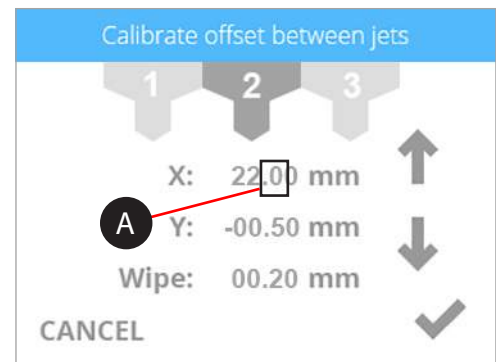 Calibrate offset between jets
1 2 3
X: 22.00 mm
A
Y: -00.50 mm
Wipe: 00.20 mm
CANCEL